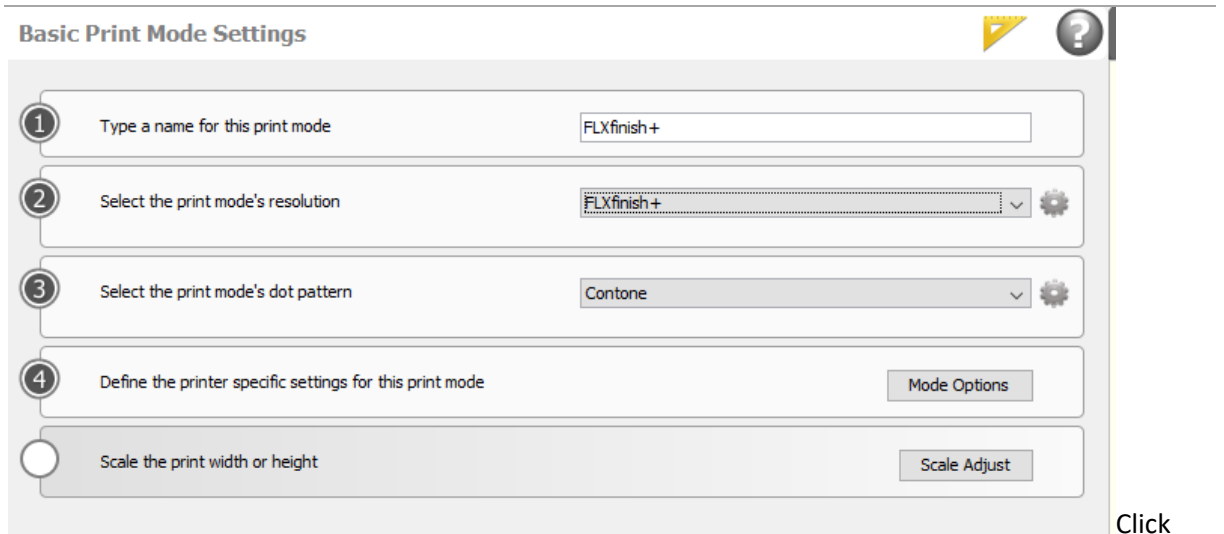 Basic Print Mode Settings
?
1 Type a name for this print mode FLXfinish+
2 Select the print mode's resolution FLXfinish+
3 Select the print mode's dot pattern Contone
4 Define the printer specific settings for this print mode Mode Options
Scale the print width or height Scale Adjust
Click